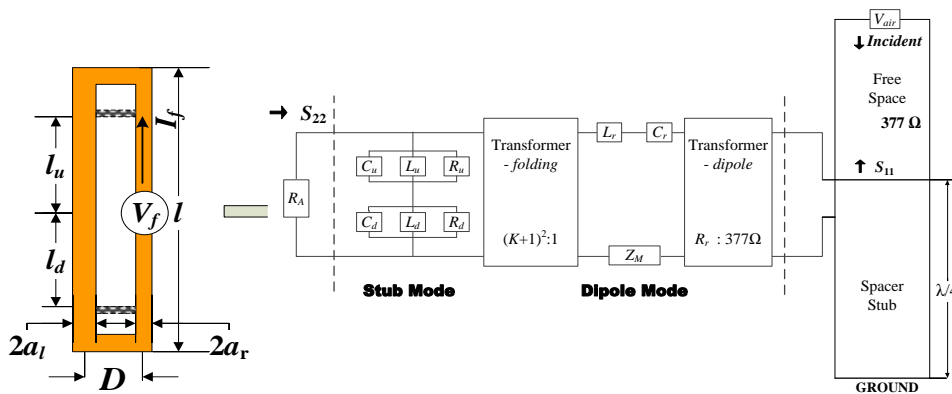 l_u
l_d
I_f
V_f
l
2a_l
2a_r
D
S_22
R_A
C_u
L_u
R_u
C_d
L_d
R_d
Stub Mode
Transformer
- folding
(K+1)^2:1
L_r
C_r
Z_M
Dipole Mode
Transformer
- dipole
R_r : 377Ω
V_air
Incident
Free
Space
377 Ω
S_11
Spacer
Stub
λ/4
GROUND